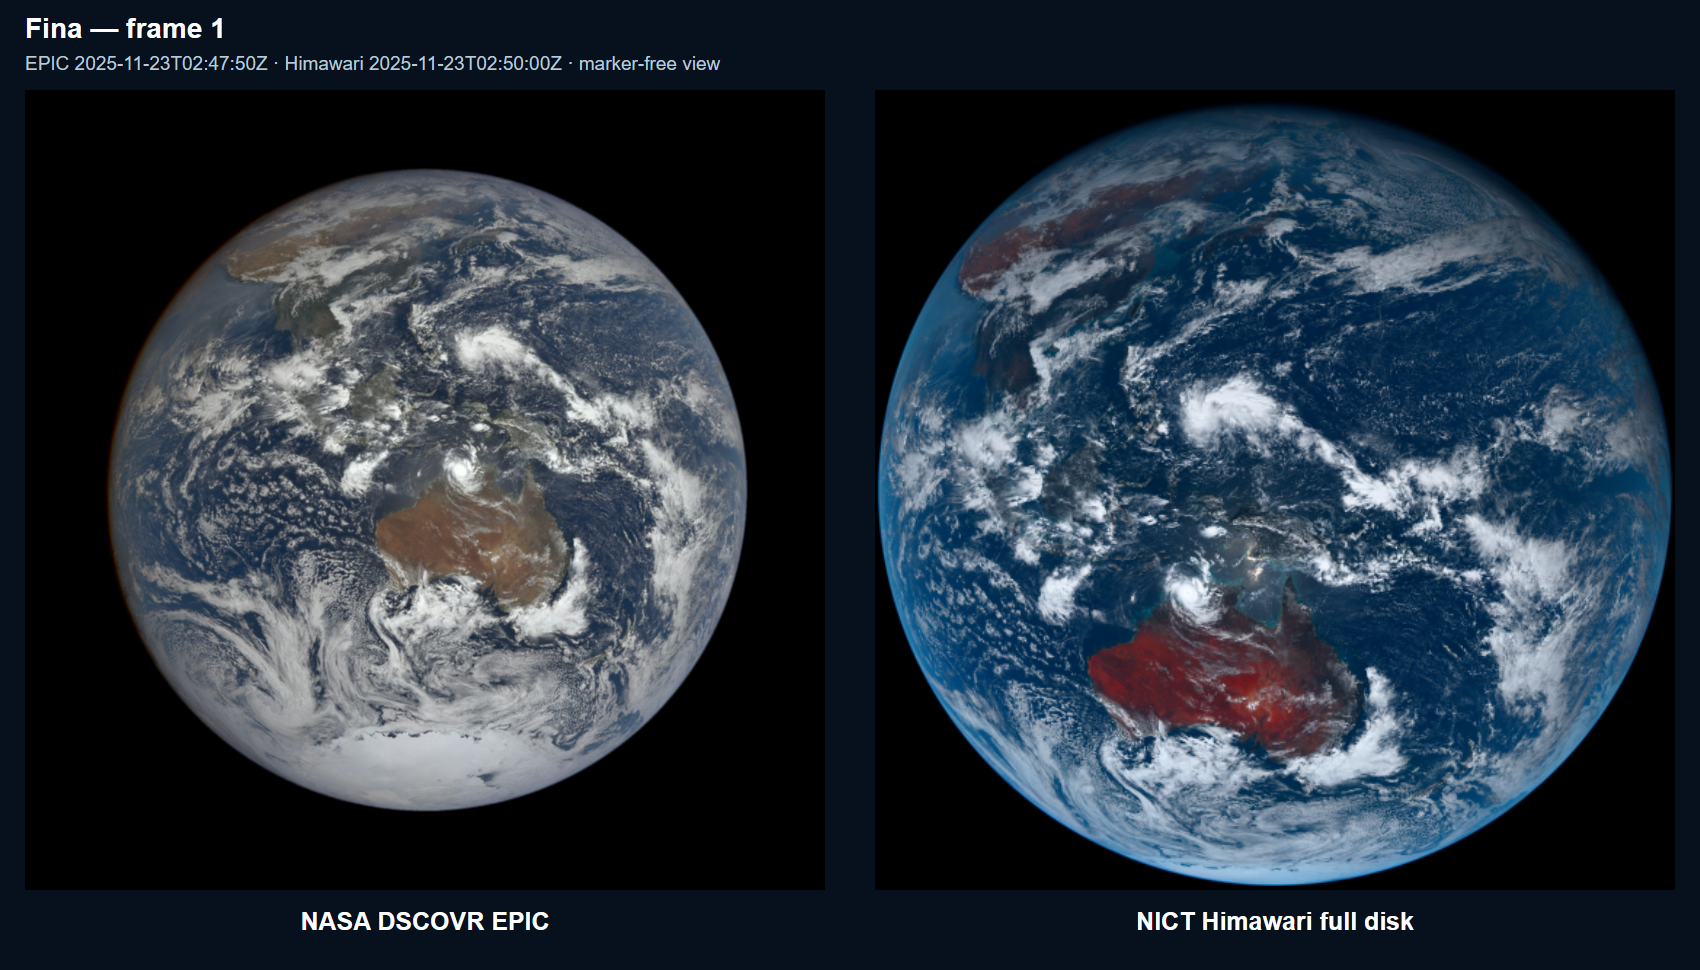 Fina — frame 1
EPIC 2025-11-23T02:47:50Z · Himawari 2025-11-23T02:50:00Z · marker-free view
NASA DSCOVR EPIC
NICT Himawari full disk